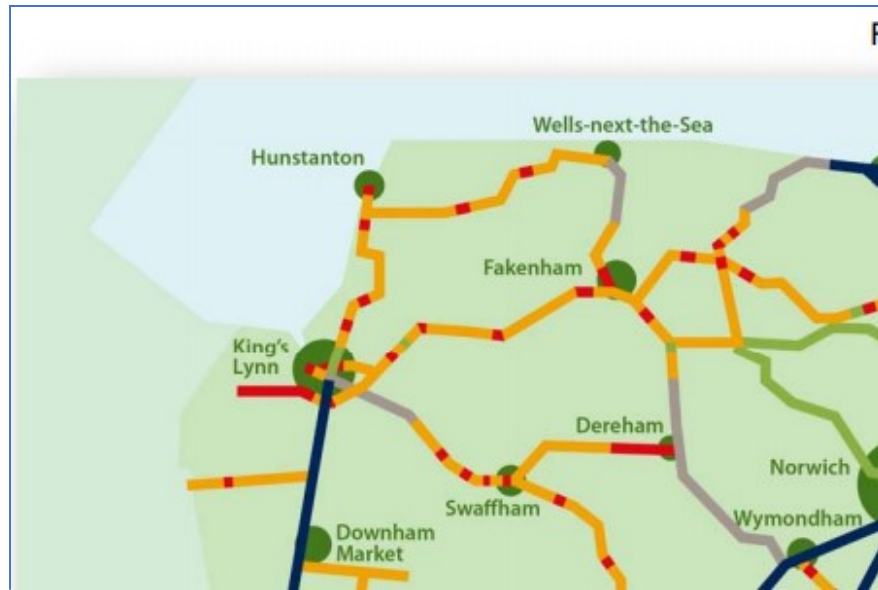 F
Wells-next-the-Sea
Hunstanton
Fakenham
King's
Lynn
Dereham
Norwich
Swaffham
Wymondham
Downham
Market